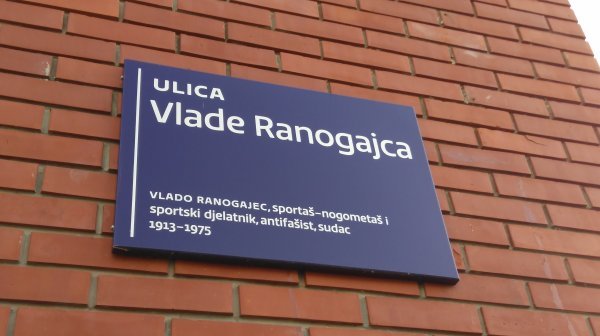 ULICA
Vlade Ranogajca
VLADO RANOGAJEC, sportaš-nogometaš i
sportski djelatnik, antifašist, sudac
1913-1975